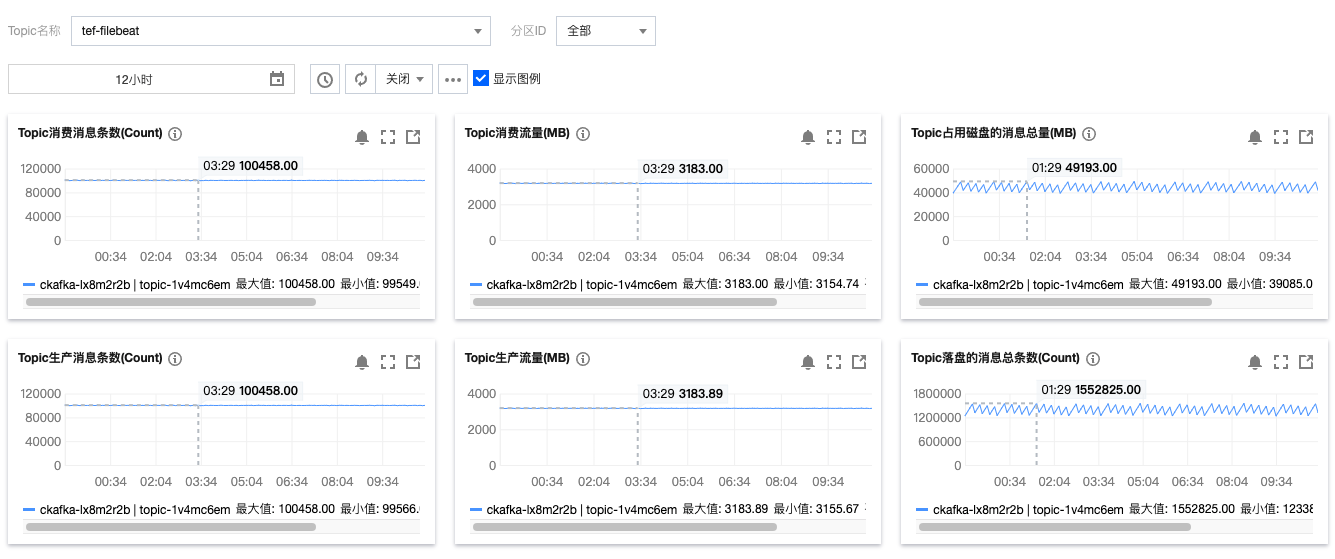 Topic名称 tef-filebeat 分区ID 全部
12小时 关闭 显示图例
Topic消费消息条数(Count)
03:29 100458.00
120000
80000
40000
0
00:34 02:04 03:34 05:04 06:34 08:04 09:34
ckafka-lx8m2r2b | topic-1v4mc6em 最大值: 100458.00 最小值: 99549.
Topic消费流量(MB)
03:29 3183.00
4000
2000
0
00:34 02:04 03:34 05:04 06:34 08:04 09:34
ckafka-lx8m2r2b | topic-1v4mc6em 最大值: 3183.00 最小值: 3154.74
Topic占用磁盘的消息总量(MB)
01:29 49193.00
60000
40000
20000
0
00:34 02:04 03:34 05:04 06:34 08:04 09:34
ckafka-lx8m2r2b | topic-1v4mc6em 最大值: 49193.00 最小值: 39085.0
Topic生产消息条数(Count)
03:29 100458.00
120000
80000
40000
0
00:34 02:04 03:34 05:04 06:34 08:04 09:34
ckafka-lx8m2r2b | topic-1v4mc6em 最大值: 100458.00 最小值: 99566.
Topic生产流量(MB)
03:29 3183.89
4000
2000
0
00:34 02:04 03:34 05:04 06:34 08:04 09:34
ckafka-lx8m2r2b | topic-1v4mc6em 最大值: 3183.89 最小值: 3155.67
Topic落盘的消息总条数(Count)
01:29 1552825.00
1800000
1200000
600000
0
00:34 02:04 03:34 05:04 06:34 08:04 09:34
ckafka-lx8m2r2b | topic-1v4mc6em 最大值: 1552825.00 最小值: 12338